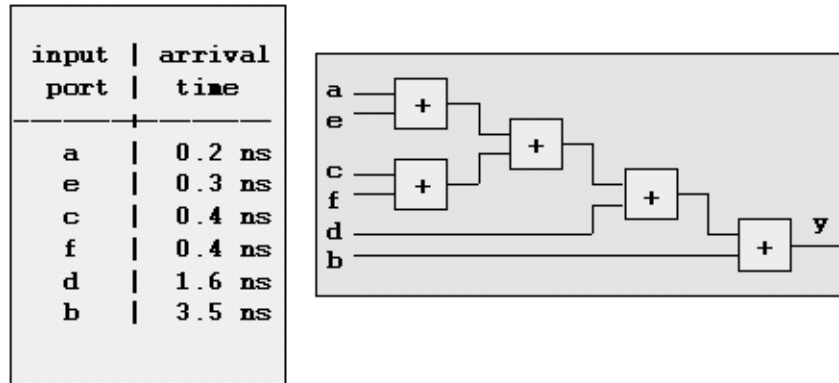 input | arrival
port | time
a | 0.2 ns
e | 0.3 ns
c | 0.4 ns
f | 0.4 ns
d | 1.6 ns
b | 3.5 ns
a
e
+
c
f
+
+
d
+
b
+
y